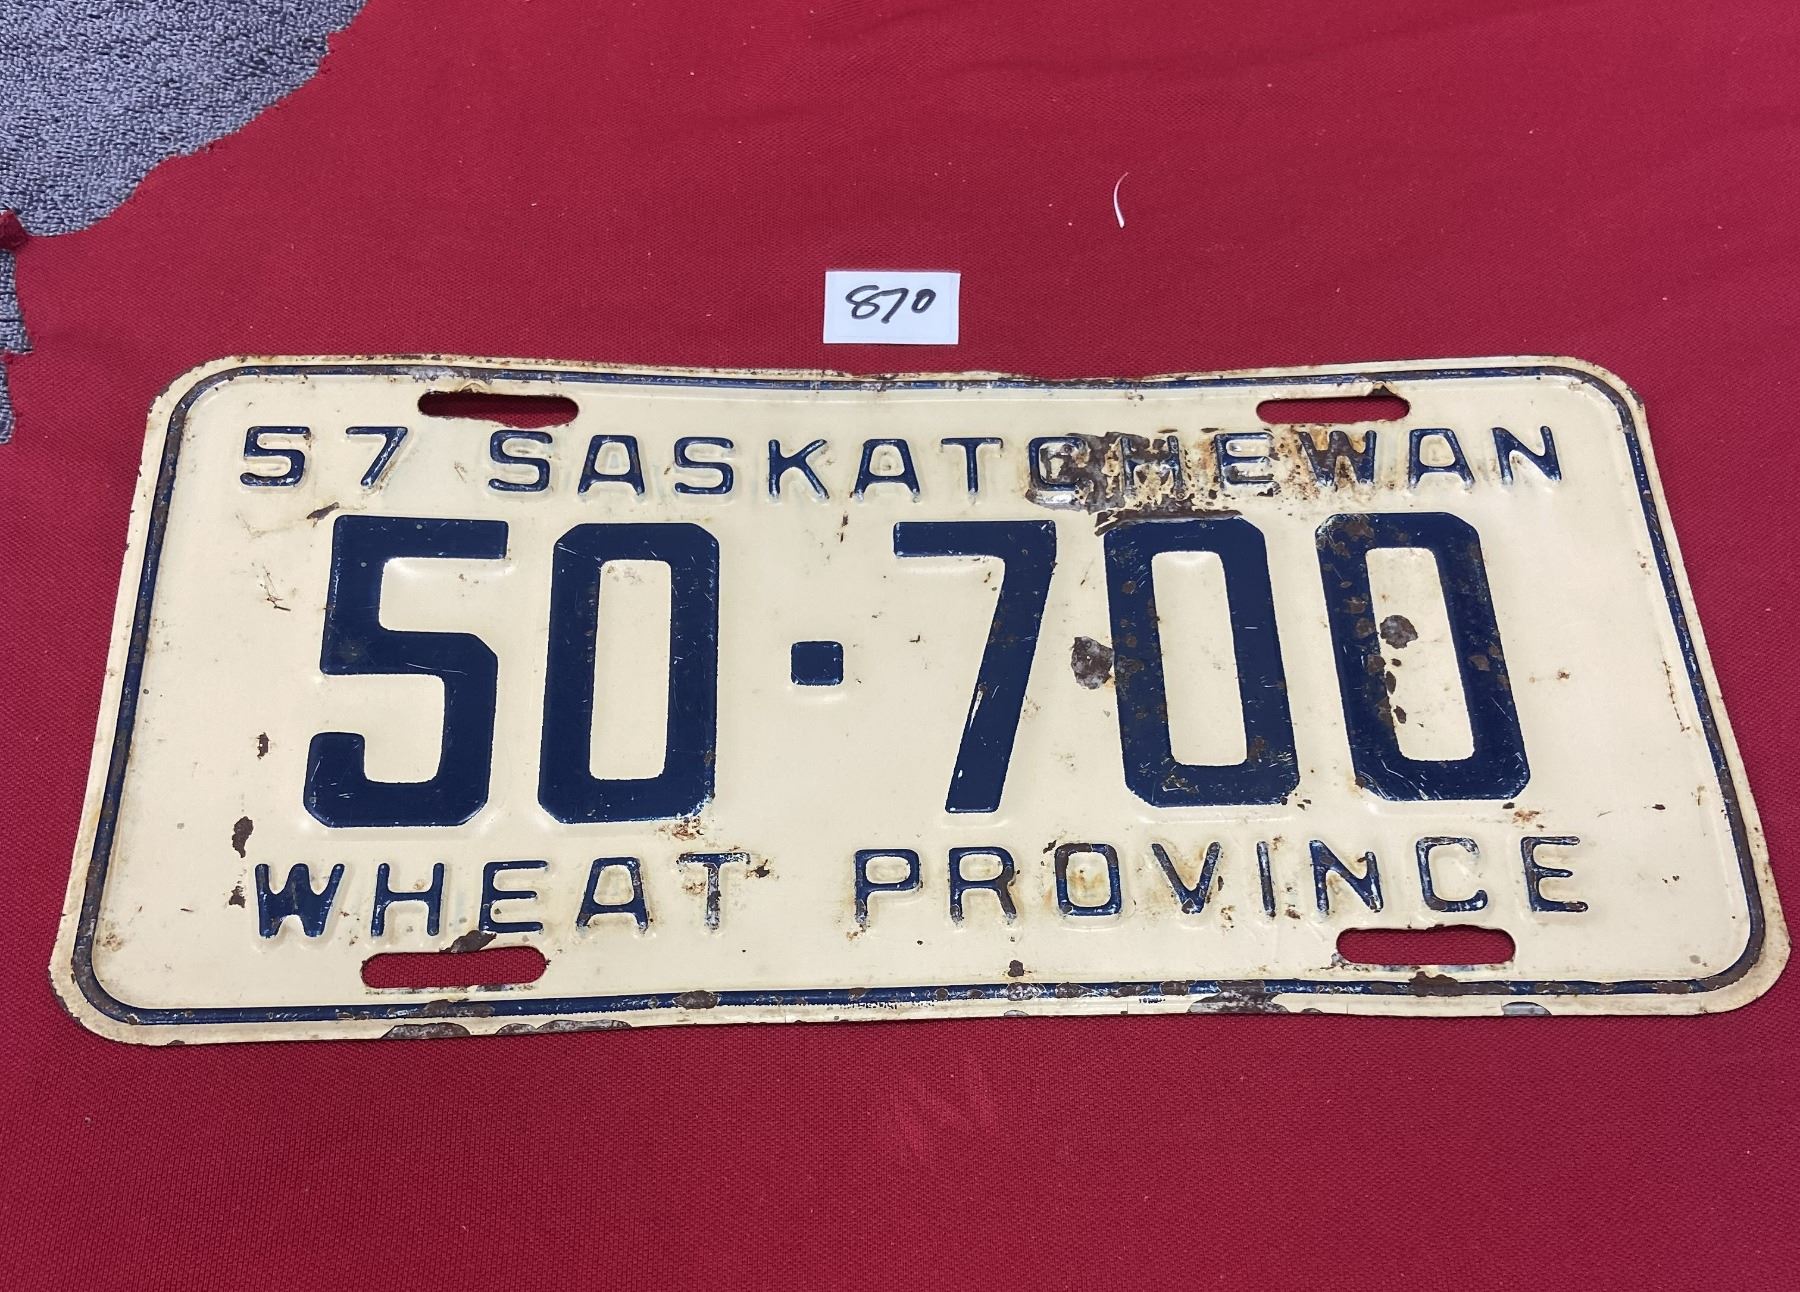 870
57 SASKATCHEWAN
50·700
WHEAT PROVINCE